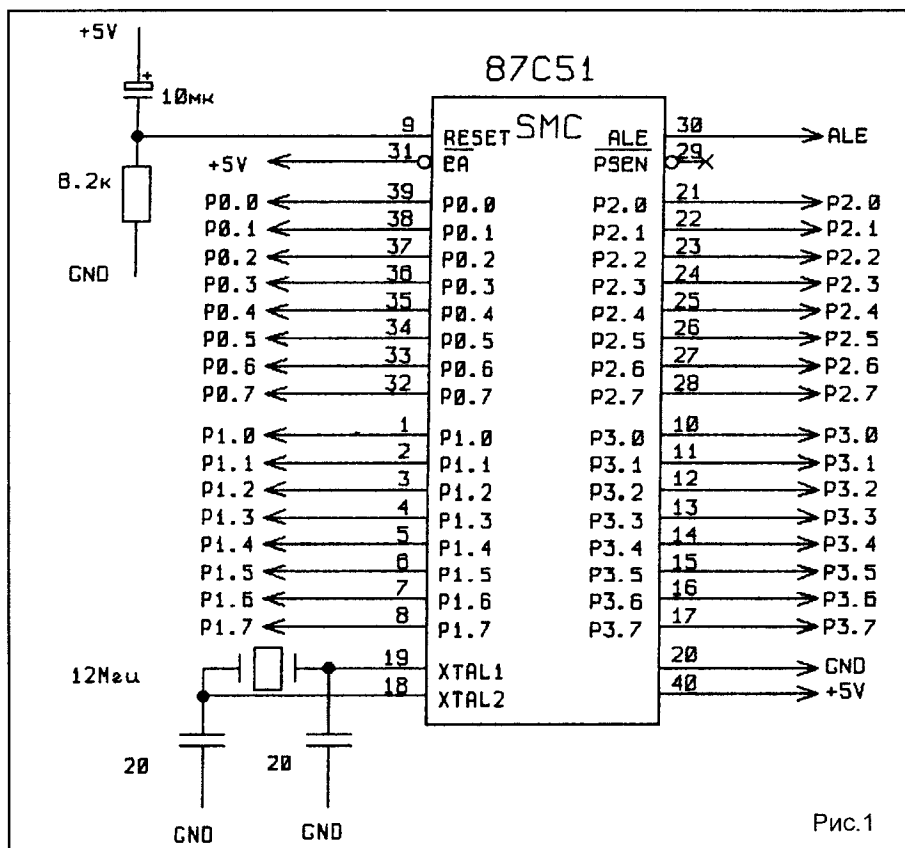 +5V
87C51
10мк
SMC
9 RESET ALE 30 ALE
+5V 31 EA PSEN 29
8.2к
P0.0 39 P0.0 P2.0 21 P2.0
P0.1 38 P0.1 P2.1 22 P2.1
P0.2 37 P0.2 P2.2 23 P2.2
GND P0.3 36 P0.3 P2.3 24 P2.3
P0.4 35 P0.4 P2.4 25 P2.4
P0.5 34 P0.5 P2.5 26 P2.5
P0.6 33 P0.6 P2.6 27 P2.6
P0.7 32 P0.7 P2.7 28 P2.7
P1.0 1 P1.0 P3.0 10 P3.0
P1.1 2 P1.1 P3.1 11 P3.1
P1.2 3 P1.2 P3.2 12 P3.2
P1.3 4 P1.3 P3.3 13 P3.3
P1.4 5 P1.4 P3.4 14 P3.4
P1.5 6 P1.5 P3.5 15 P3.5
P1.6 7 P1.6 P3.6 16 P3.6
P1.7 8 P1.7 P3.7 17 P3.7
12Мгц 19 XTAL1 20 GND
18 XTAL2 40 +5V
20 20
GND GND
Рис.1